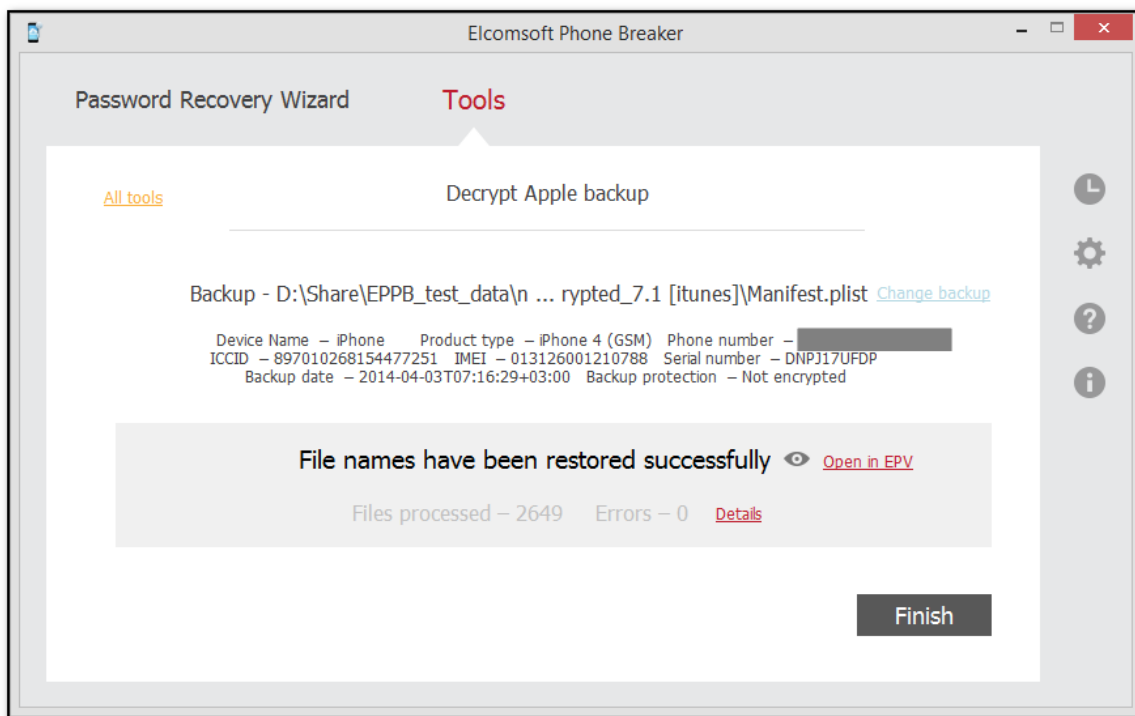 Elcomsoft Phone Breaker
Password Recovery Wizard Tools
All tools
Decrypt Apple backup
Backup - D:\Share\EPPB_test_data\n ... rypted_7.1 [itunes]\Manifest.plist Change backup
Device Name – iPhone Product type – iPhone 4 (GSM) Phone number –
ICCID – 897010268154477251 IMEI – 013126001210788 Serial number – DNPJ17UFDP
Backup date – 2014-04-03T07:16:29+03:00 Backup protection – Not encrypted
File names have been restored successfully Open in EPV
Files processed – 2649 Errors – 0 Details
Finish